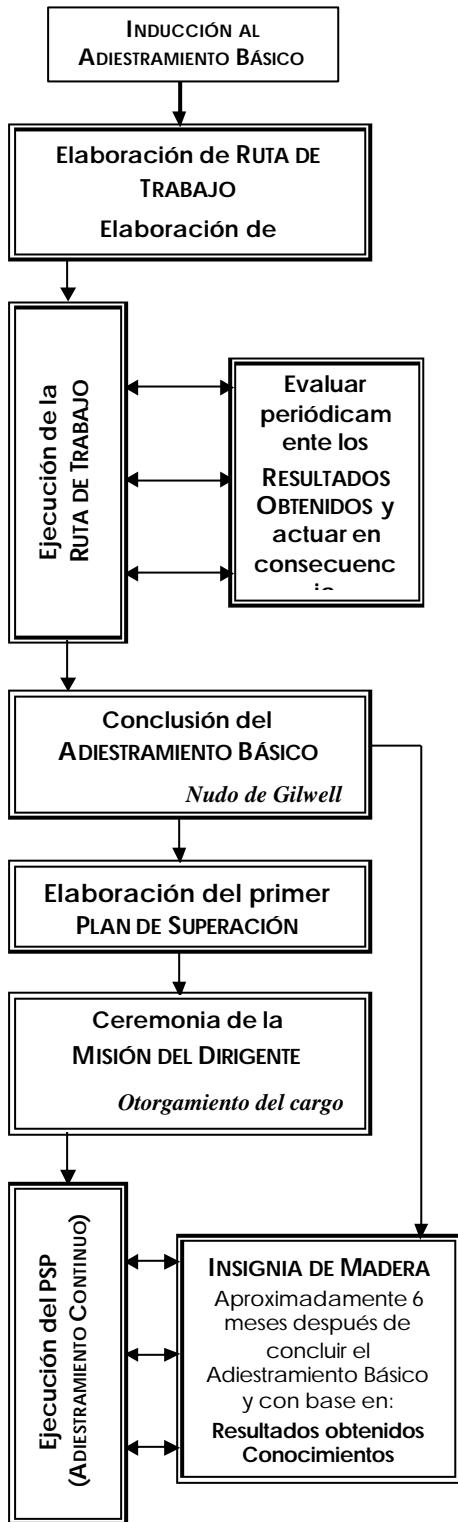 INDUCCIÓN AL
ADIESTRAMIENTO BÁSICO
Elaboración de RUTA DE
TRABAJO
Elaboración de
Ejecución de la
RUTA DE TRABAJO
Evaluar
periódicam
ente los
RESULTADOS
OBTENIDOS y
actuar en
consecuenc
Conclusión del
ADIESTRAMIENTO BÁSICO
Nudo de Gilwell
Elaboración del primer
PLAN DE SUPERACIÓN
Ceremonia de la
MISIÓN DEL DIRIGENTE
Otorgamiento del cargo
Ejecución del PSP
(ADIESTRAMIENTO CONTINUO)
INSIGNIA DE MADERA
Aproximadamente 6
meses después de
concluir el
Adiestramiento Básico
y con base en:
Resultados obtenidos
Conocimientos